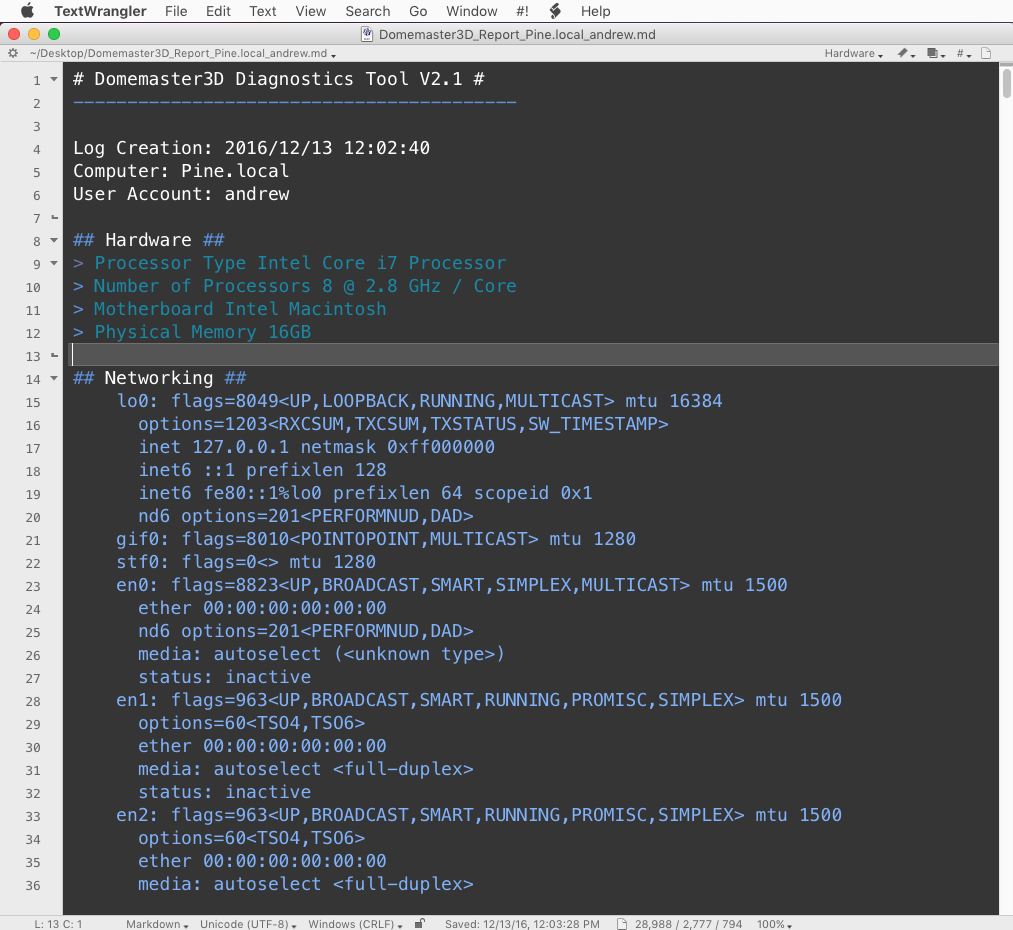 TextWrangler File Edit Text View Search Go Window #! Help
Domemaster3D_Report_Pine.local_andrew.md
~/Desktop/Domemaster3D_Report_Pine.local_andrew.md Hardware #
1 # Domemaster3D Diagnostics Tool V2.1 #
2 -----------------------------------------
3
4 Log Creation: 2016/12/13 12:02:40
5 Computer: Pine.local
6 User Account: andrew
7
8 ## Hardware ##
9 > Processor Type Intel Core i7 Processor
10 > Number of Processors 8 @ 2.8 GHz / Core
11 > Motherboard Intel Macintosh
12 > Physical Memory 16GB
13
14 ## Networking ##
15 lo0: flags=8049<UP,LOOPBACK,RUNNING,MULTICAST> mtu 16384
16 options=1203<RXCSUM,TXCSUM,TXSTATUS,SW_TIMESTAMP>
17 inet 127.0.0.1 netmask 0xff000000
18 inet6 ::1 prefixlen 128
19 inet6 fe80::1%lo0 prefixlen 64 scopeid 0x1
20 nd6 options=201<PERFORMNUD,DAD>
21 gif0: flags=8010<POINTOPOINT,MULTICAST> mtu 1280
22 stf0: flags=0<> mtu 1280
23 en0: flags=8823<UP,BROADCAST,SMART,SIMPLEX,MULTICAST> mtu 1500
24 ether 00:00:00:00:00:00
25 nd6 options=201<PERFORMNUD,DAD>
26 media: autoselect (<unknown type>)
27 status: inactive
28 en1: flags=963<UP,BROADCAST,SMART,RUNNING,PROMISC,SIMPLEX> mtu 1500
29 options=60<TSO4,TSO6>
30 ether 00:00:00:00:00:00
31 media: autoselect <full-duplex>
32 status: inactive
33 en2: flags=963<UP,BROADCAST,SMART,RUNNING,PROMISC,SIMPLEX> mtu 1500
34 options=60<TSO4,TSO6>
35 ether 00:00:00:00:00:00
36 media: autoselect <full-duplex>
L: 13 C: 1 Markdown Unicode (UTF-8) Windows (CRLF) Saved: 12/13/16, 12:03:28 PM 28,988 / 2,777 / 794 100%